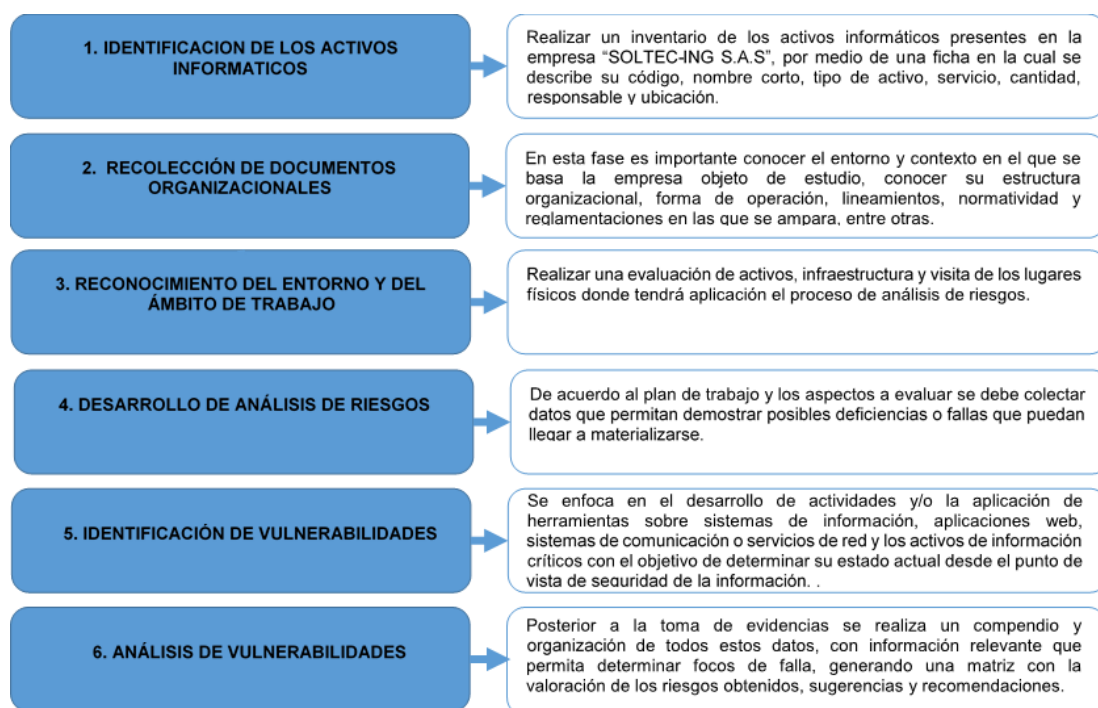 1. IDENTIFICACION DE LOS ACTIVOS
INFORMATICOS
Realizar un inventario de los activos informáticos presentes en la
empresa “SOLTEC-ING S.A.S”, por medio de una ficha en la cual se
describe su código, nombre corto, tipo de activo, servicio, cantidad,
responsable y ubicación.
2. RECOLECCIÓN DE DOCUMENTOS
ORGANIZACIONALES
En esta fase es importante conocer el entorno y contexto en el que se
basa la empresa objeto de estudio, conocer su estructura
organizacional, forma de operación, lineamientos, normatividad y
reglamentaciones en las que se ampara, entre otras.
3. RECONOCIMIENTO DEL ENTORNO Y DEL
ÁMBITO DE TRABAJO
Realizar una evaluación de activos, infraestructura y visita de los lugares
físicos donde tendrá aplicación el proceso de análisis de riesgos.
4. DESARROLLO DE ANÁLISIS DE RIESGOS
De acuerdo al plan de trabajo y los aspectos a evaluar se debe colectar
datos que permitan demostrar posibles deficiencias o fallas que puedan
llegar a materializarse.
5. IDENTIFICACIÓN DE VULNERABILIDADES
Se enfoca en el desarrollo de actividades y/o la aplicación de
herramientas sobre sistemas de información, aplicaciones web,
sistemas de comunicación o servicios de red y los activos de información
críticos con el objetivo de determinar su estado actual desde el punto de
vista de seguridad de la información. .
6. ANÁLISIS DE VULNERABILIDADES
Posterior a la toma de evidencias se realiza un compendio y
organización de todos estos datos, con información relevante que
permita determinar focos de falla, generando una matriz con la
valoración de los riesgos obtenidos, sugerencias y recomendaciones.